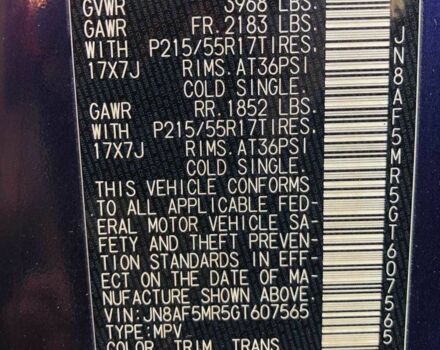 GVWR 3968 LBS.
GAWR FR. 2183 LBS.
WITH P215/55R17TIRES.
17X7J RIMS. AT36PSI
COLD SINGLE.
GAWR RR. 1852 LBS.
WITH P215/55R17TIRES.
17X7J RIMS. AT36PSI
COLD SINGLE.
THIS VEHICLE CONFORMS
TO ALL APPLICABLE FED-
ERAL MOTOR VEHICLE SA-
FETY AND THEFT PREVEN-
TION STANDARDS IN EFF-
ECT ON THE DATE OF MA-
NUFACTURE SHOWN ABOVE.
VIN:JN8AF5MR5GT607565
TYPE:MPV
COLOR TRIM TRANS
JN8AF5MR5GT607565